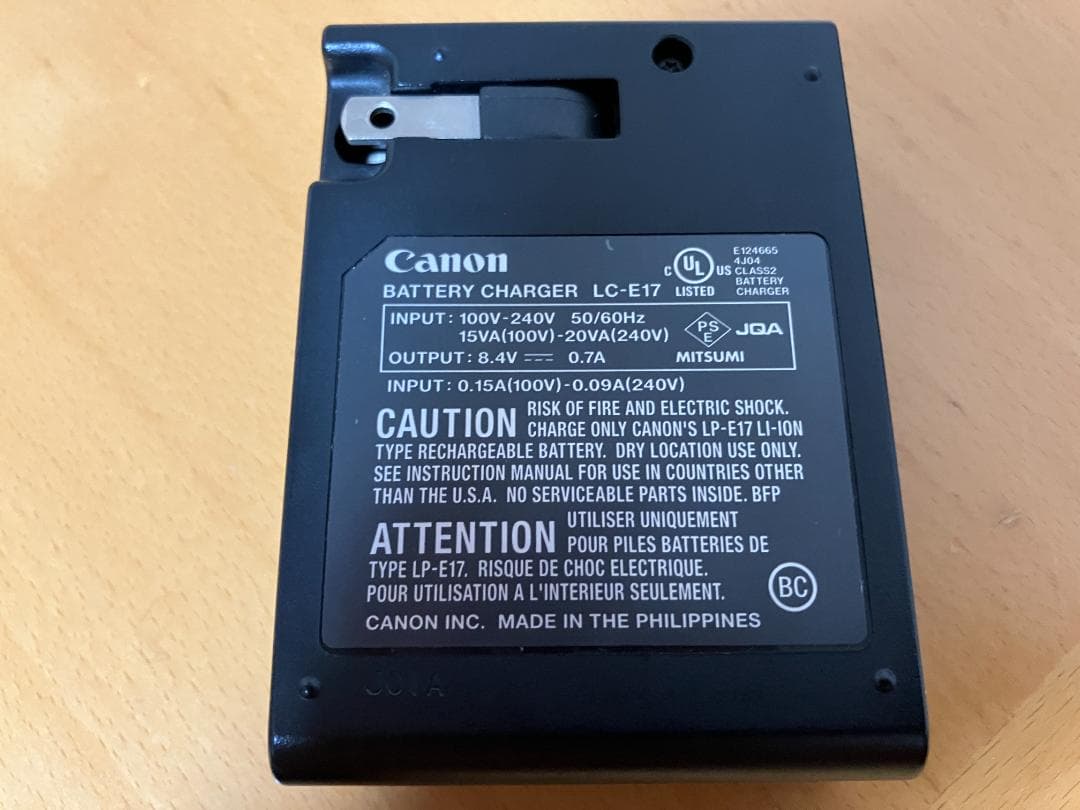 Canon
BATTERY CHARGER LC-E17
C UL US
LISTED
E124665
4J04
CLASS2
BATTERY
CHARGER
INPUT: 100V-240V 50/60Hz
15VA(100V)-20VA(240V)
OUTPUT: 8.4V ⎓ 0.7A
PS
E
JQA
MITSUMI
INPUT: 0.15A(100V)-0.09A(240V)
CAUTION RISK OF FIRE AND ELECTRIC SHOCK.
CHARGE ONLY CANON'S LP-E17 LI-ION
TYPE RECHARGEABLE BATTERY. DRY LOCATION USE ONLY.
SEE INSTRUCTION MANUAL FOR USE IN COUNTRIES OTHER
THAN THE U.S.A. NO SERVICEABLE PARTS INSIDE. BFP
ATTENTION UTILISER UNIQUEMENT
POUR PILES BATTERIES DE
TYPE LP-E17. RISQUE DE CHOC ELECTRIQUE.
POUR UTILISATION A L'INTERIEUR SEULEMENT.
BC
CANON INC. MADE IN THE PHILIPPINES